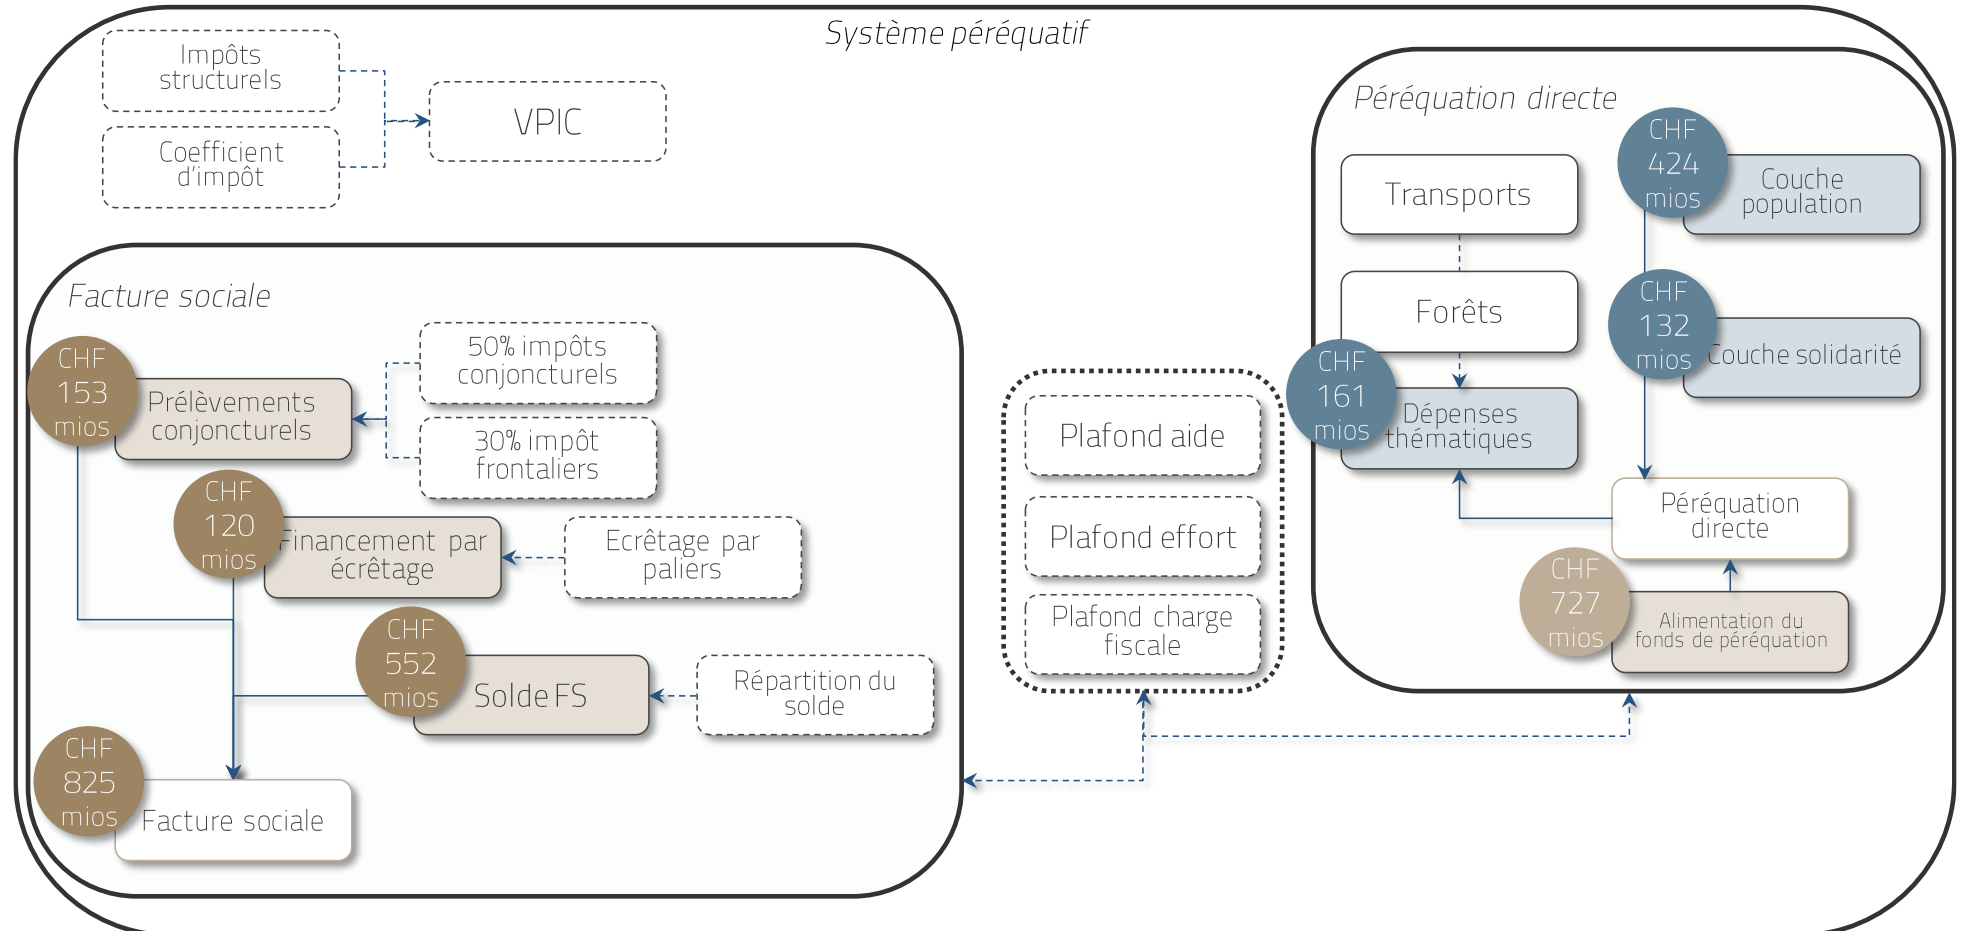 Système péréquatif
Impôts
structurels
Coefficient
d'impôt
VPIC
Facture sociale
CHF
153
mios
Prélèvements
conjoncturels
50% impôts
conjoncturels
30% impôt
frontaliers
CHF
120
mios
Financement par
écrêtage
Ecrêtage par
paliers
CHF
552
mios
Solde FS
Répartition du
solde
CHF
825
mios
Facture sociale
Plafond aide
Plafond effort
Plafond charge
fiscale
Péréquation directe
Transports
Forêts
CHF
161
mios
Dépenses
thématiques
CHF
424
mios
Couche
population
CHF
132
mios
Couche solidarité
Péréquation
directe
CHF
727
mios
Alimentation du
fonds de péréquation